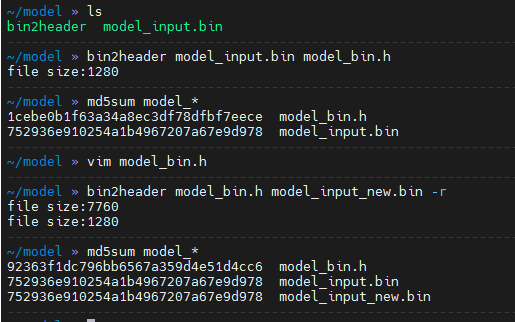 ~/model » ls
bin2header  model_input.bin
~/model » bin2header model_input.bin model_bin.h
file size:1280
~/model » md5sum model_*
1cebe0b1f63a34a8ec3df78dfbf7eece  model_bin.h
752936e910254a1b4967207a67e9d978  model_input.bin
~/model » vim model_bin.h
~/model » bin2header model_bin.h model_input_new.bin -r
file size:7760
file size:1280
~/model » md5sum model_*
92363f1dc796bb6567a359d4e51d4cc6  model_bin.h
752936e910254a1b4967207a67e9d978  model_input.bin
752936e910254a1b4967207a67e9d978  model_input_new.bin